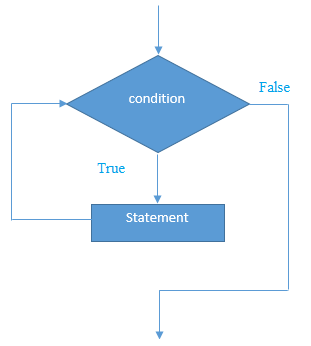 False
condition
True
Statement